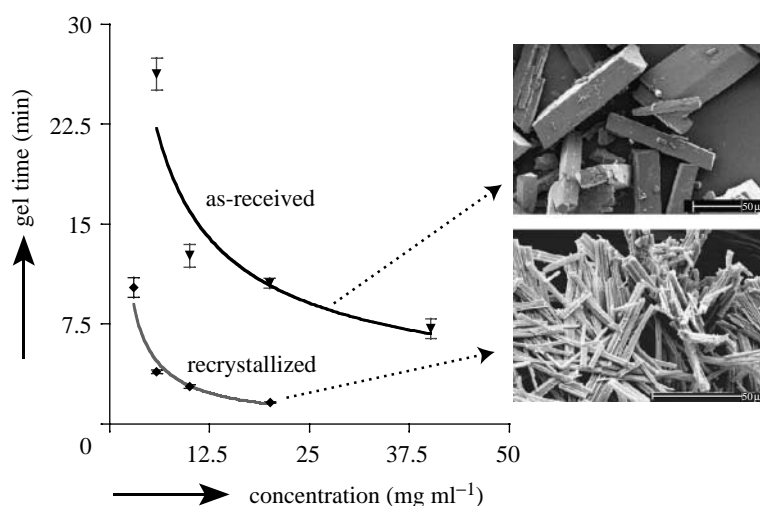 30
22.5
15
7.5
0
gel time (min)
as-received
recrystallized
12.5
25
37.5
50
concentration (mg ml⁻¹)
50µ
50µ